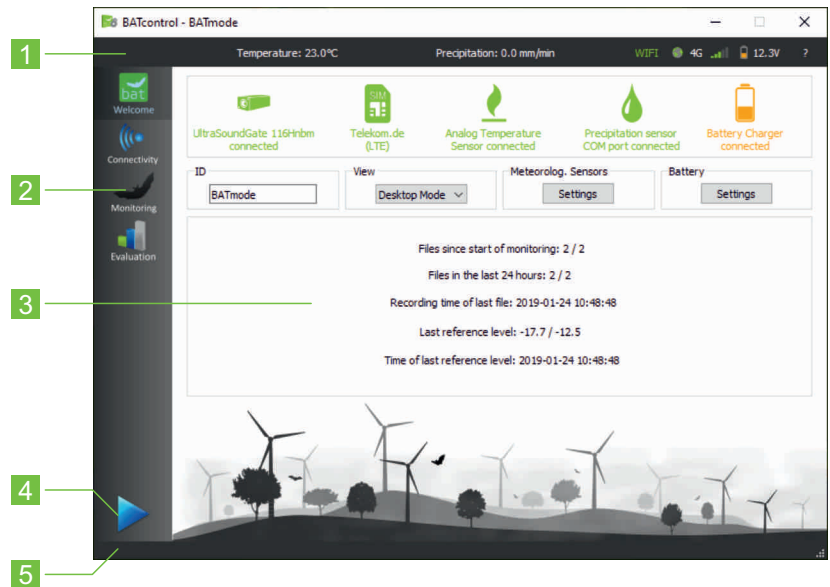 BATcontrol - BATmode
1
Temperature: 23.0°C Precipitation: 0.0 mm/min WIFI 4G 12.3V ?
bat
Welcome
SIM
UltraSoundGate 116Hnbm
connected
Telekom.de
(LTE)
Analog Temperature
Sensor connected
Precipitation sensor
COM port connected
Battery Charger
connected
Connectivity
2
Monitoring
Evaluation
ID
BATmode
View
Desktop Mode
Meteorolog. Sensors
Settings
Battery
Settings
3
Files since start of monitoring: 2 / 2
Files in the last 24 hours: 2 / 2
Recording time of last file: 2019-01-24 10:48:48
Last reference level: -17.7 / -12.5
Time of last reference level: 2019-01-24 10:48:48
4
5